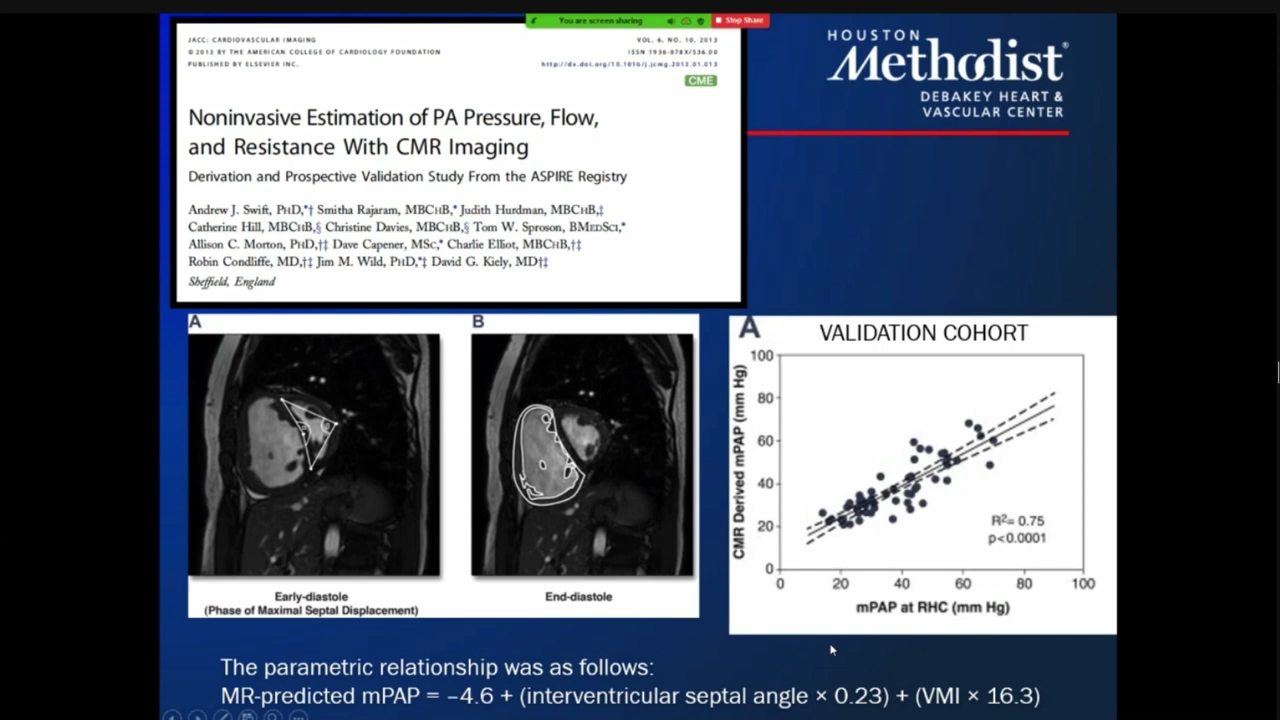 You are screen sharing
Stop Share
JACC: CARDIOVASCULAR IMAGING
VOL. 6, NO. 10, 2013
© 2013 BY THE AMERICAN COLLEGE OF CARDIOLOGY FOUNDATION
ISSN 1936-878X/$36.00
PUBLISHED BY ELSEVIER INC.
http://dx.doi.org/10.1016/j.jcmg.2013.01.013
CME
Noninvasive Estimation of PA Pressure, Flow,
and Resistance With CMR Imaging
Derivation and Prospective Validation Study From the ASPIRE Registry
Andrew J. Swift, PHD,*† Smitha Rajaram, MBCHB,* Judith Hurdman, MBCHB,‡
Catherine Hill, MBCHB,§ Christine Davies, MBCHB,§ Tom W. Sproson, BMEDSCI,*
Allison C. Morton, PHD,†‡ Dave Capener, MSC,* Charlie Elliot, MBCHB,†‡
Robin Condliffe, MD,†‡ Jim M. Wild, PHD,*‡ David G. Kiely, MD†‡
Sheffield, England
HOUSTON
Methodist®
DEBAKEY HEART &
VASCULAR CENTER
A
B
Early-diastole
(Phase of Maximal Septal Displacement)
End-diastole
A
VALIDATION COHORT
CMR Derived mPAP (mm Hg)
100
80
60
40
20
0
R²= 0.75
p<0.0001
0 20 40 60 80 100
mPAP at RHC (mm Hg)
The parametric relationship was as follows:
MR-predicted mPAP = –4.6 + (interventricular septal angle × 0.23) + (VMI × 16.3)